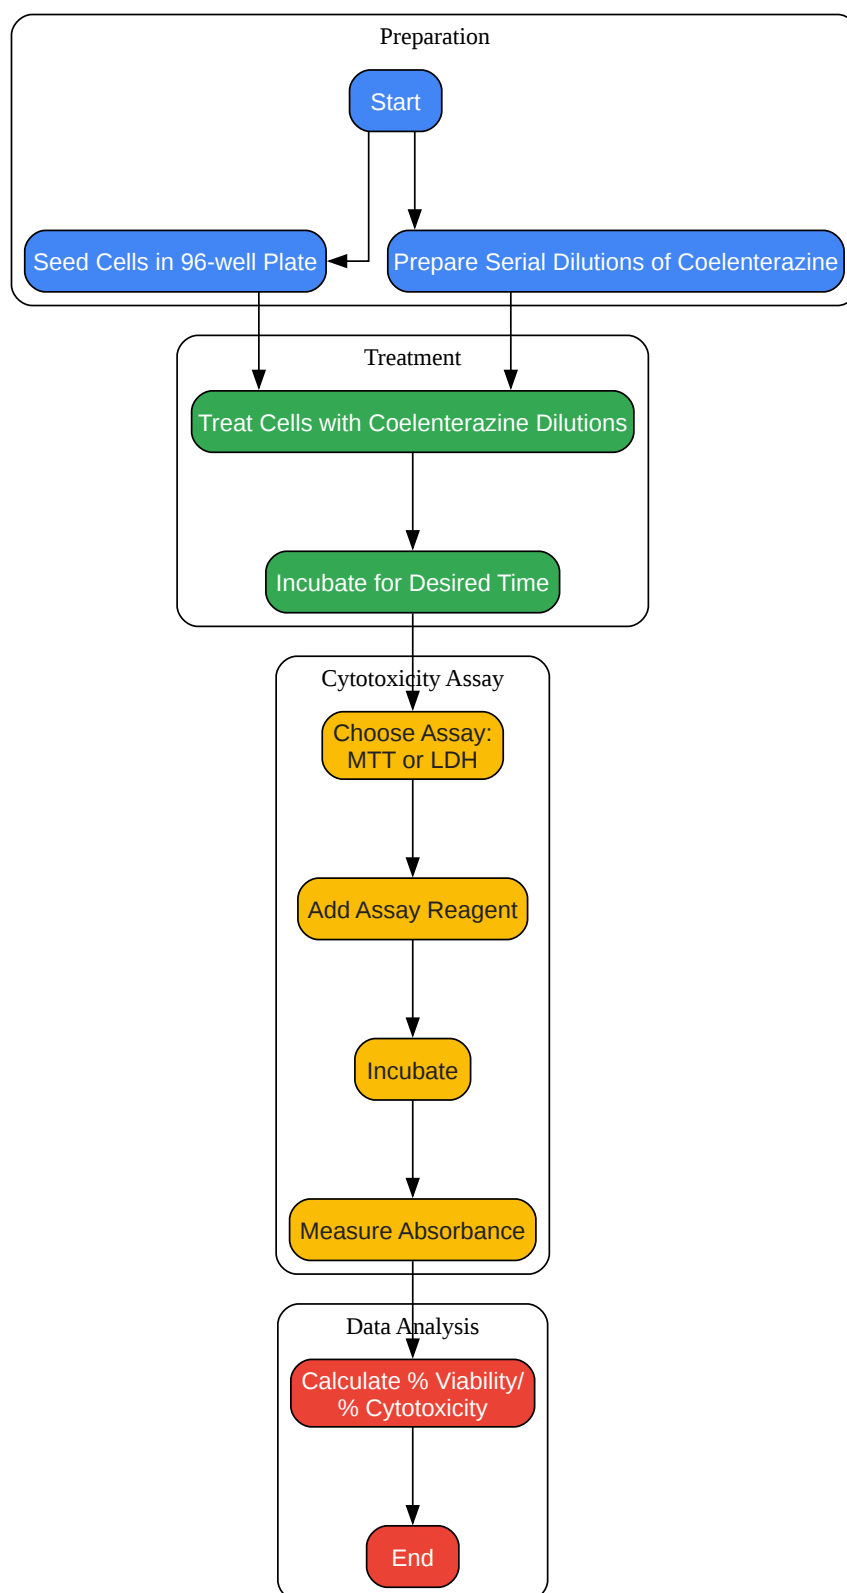 Preparation
Start
Seed Cells in 96-well Plate
Prepare Serial Dilutions of Coelenterazine
Treatment
Treat Cells with Coelenterazine Dilutions
Incubate for Desired Time
Cytotoxicity Assay
Choose Assay:
MTT or LDH
Add Assay Reagent
Incubate
Measure Absorbance
Data Analysis
Calculate % Viability/
% Cytotoxicity
End